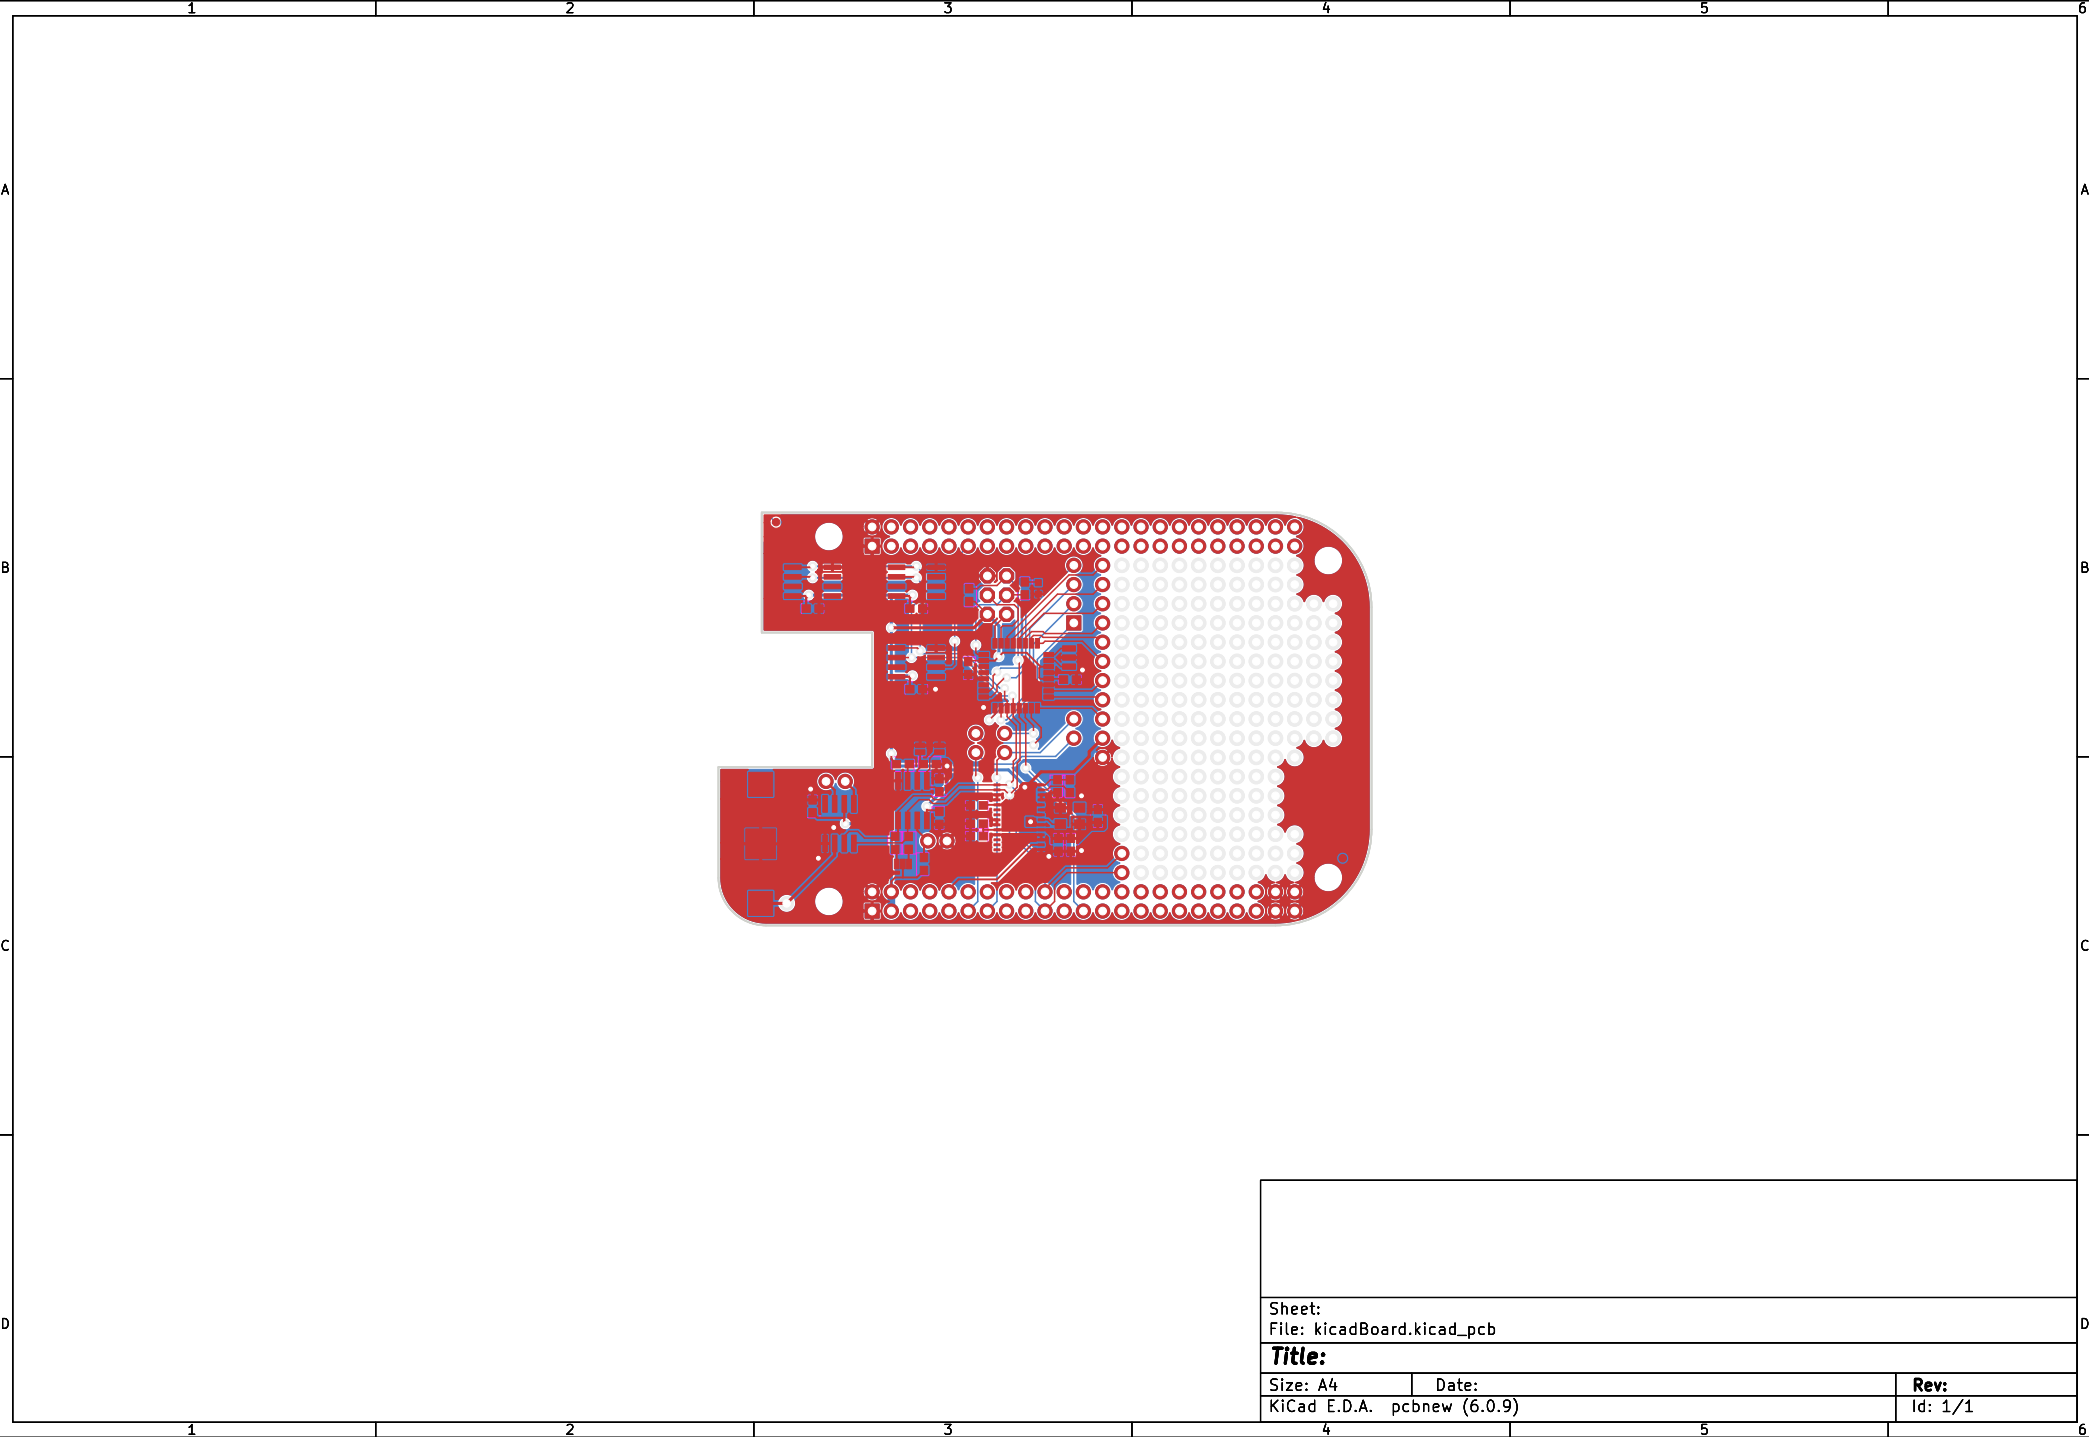 1 2 3 4 5 6
A A
B B
C C
D D
Sheet:
File: kicadBoard.kicad_pcb
Title:
Size: A4 Date: Rev:
KiCad E.D.A. pcbnew (6.0.9) Id: 1/1
1 2 3 4 5 6